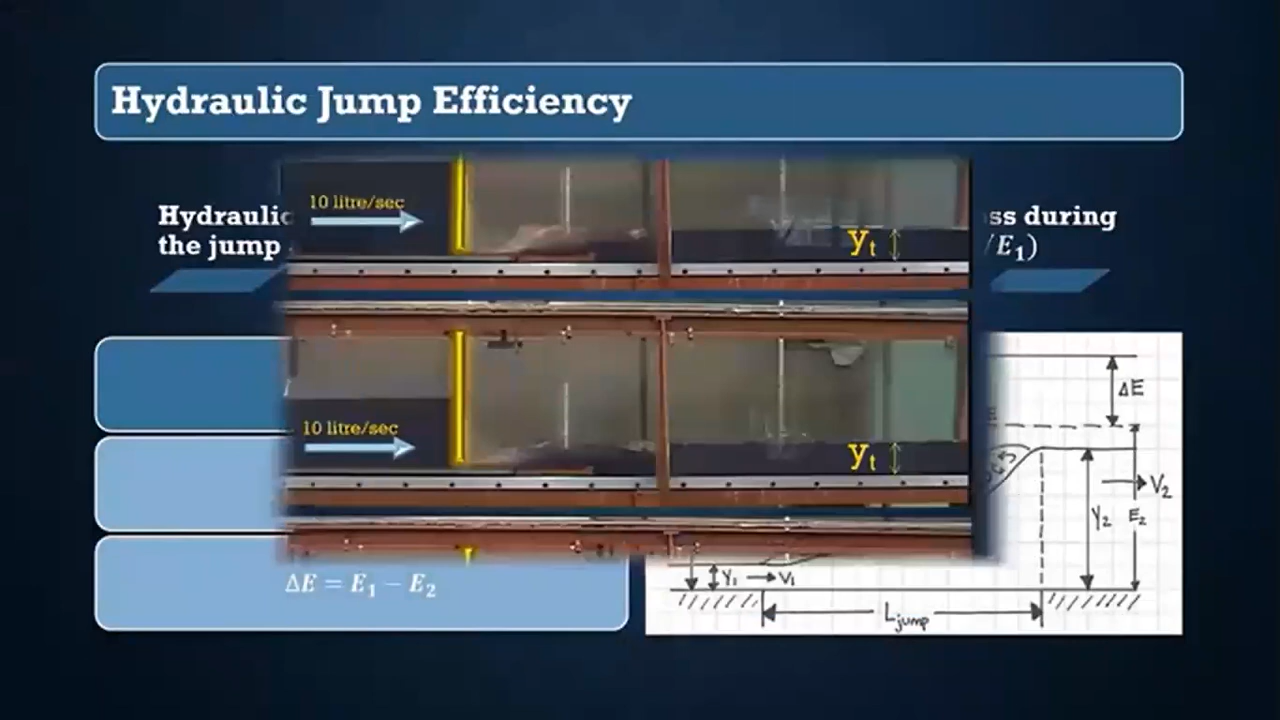 Hydraulic Jump Efficiency
Hydraulic
ss during
the jump
/E₁)
10 litre/sec
yₜ
10 litre/sec
yₜ
ΔE = E₁ − E₂
ΔE
V₂
Y₂
E₂
Y₁
V₁
Ljump